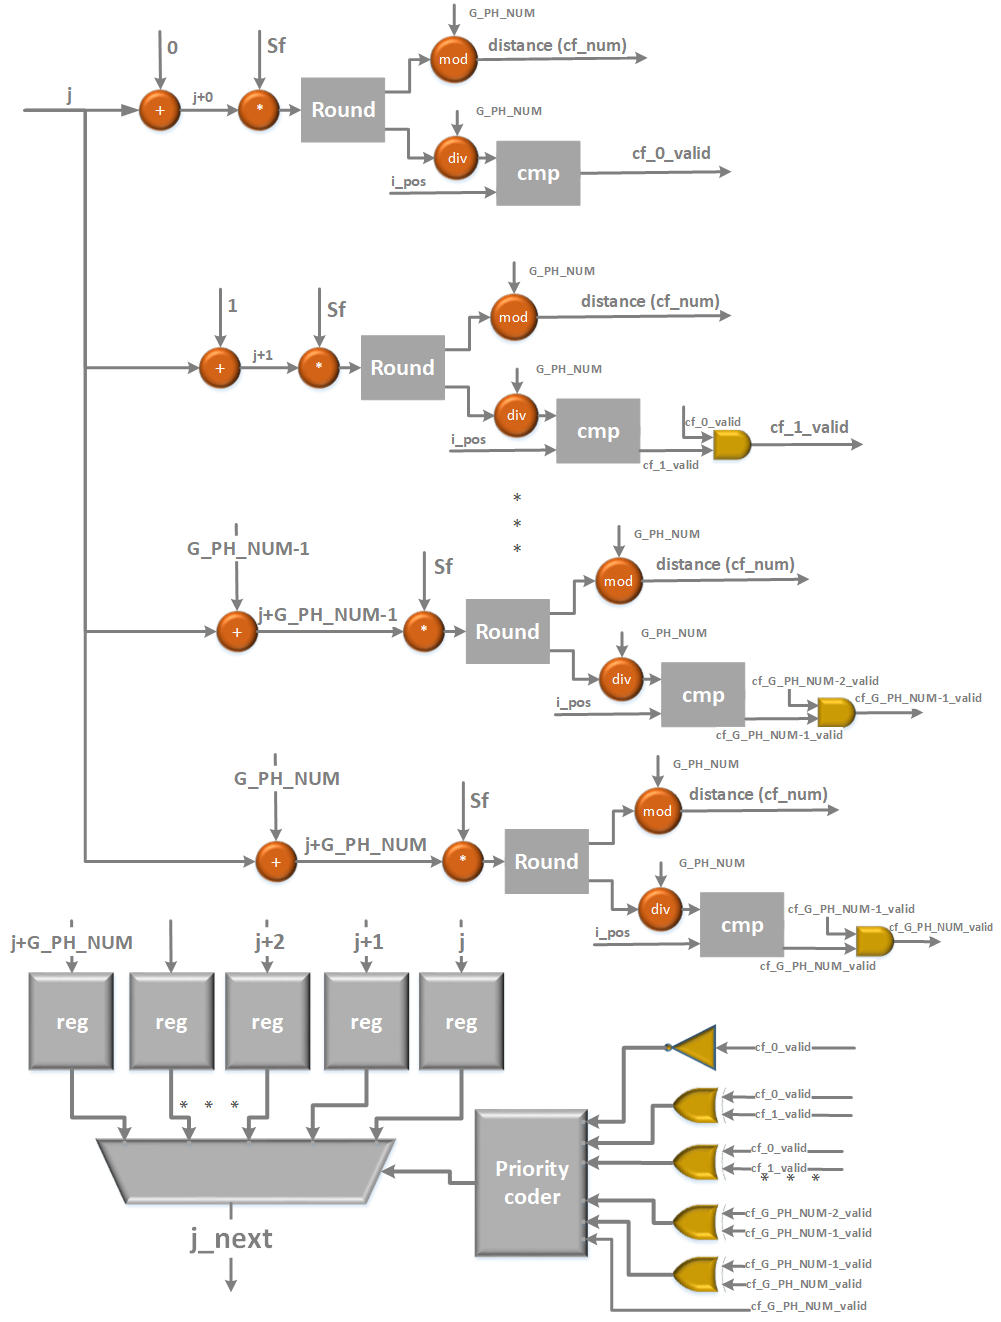 G_PH_NUM
0
Sf
mod
distance (cf_num)
j
+
j+0
*
Round
G_PH_NUM
div
i_pos
cmp
cf_0_valid
G_PH_NUM
1
Sf
mod
distance (cf_num)
+
j+1
*
Round
G_PH_NUM
div
i_pos
cmp
cf_0_valid
cf_1_valid
cf_1_valid
*
*
*
G_PH_NUM-1
G_PH_NUM
Sf
mod
distance (cf_num)
+
j+G_PH_NUM-1
*
Round
G_PH_NUM
div
i_pos
cmp
cf_G_PH_NUM-2_valid
cf_G_PH_NUM-1_valid
cf_G_PH_NUM-1_valid
G_PH_NUM
G_PH_NUM
Sf
mod
distance (cf_num)
+
j+G_PH_NUM
*
Round
G_PH_NUM
div
i_pos
cmp
cf_G_PH_NUM-1_valid
cf_G_PH_NUM_valid
cf_G_PH_NUM_valid
j+G_PH_NUM
j+2
j+1
j
reg
reg
reg
reg
reg
* * *
j_next
Priority
coder
cf_0_valid
cf_0_valid
cf_1_valid
cf_0_valid
cf_1_valid
* * *
cf_G_PH_NUM-2_valid
cf_G_PH_NUM-1_valid
cf_G_PH_NUM-1_valid
cf_G_PH_NUM_valid
cf_G_PH_NUM_valid